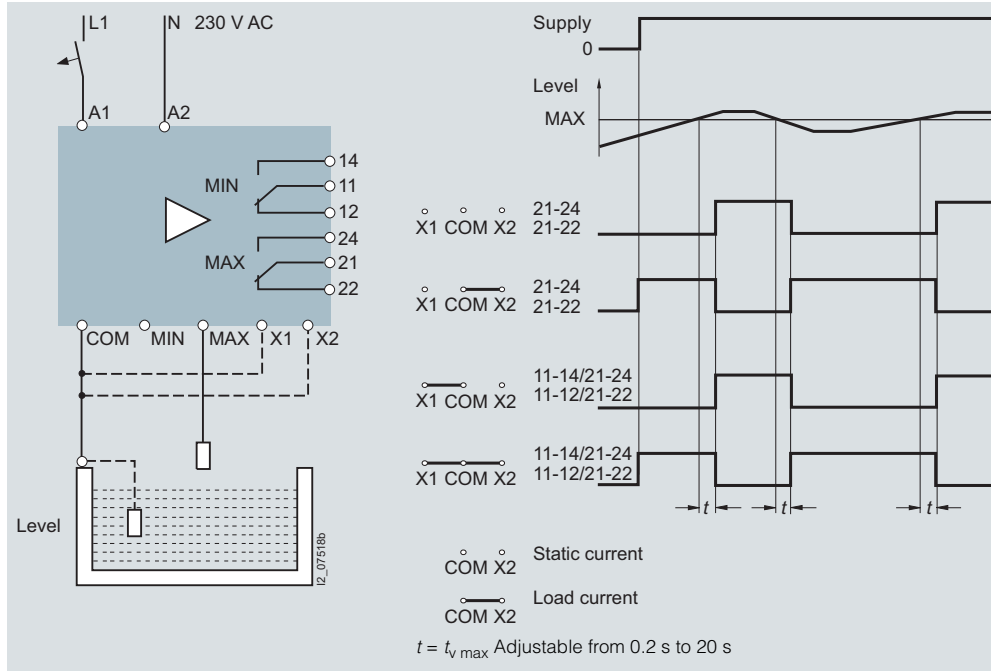 L1
N 230 V AC
A1
A2
14
MIN
11
12
24
MAX
21
22
COM
MIN
MAX
X1
X2
Level
I2_07518b
Supply
0
Level
MAX
X1 COM X2
21-24
21-22
X1 COM X2
21-24
21-22
X1 COM X2
11-14/21-24
11-12/21-22
X1 COM X2
11-14/21-24
11-12/21-22
t
t
t
COM X2
Static current
COM X2
Load current
t = tv max Adjustable from 0.2 s to 20 s